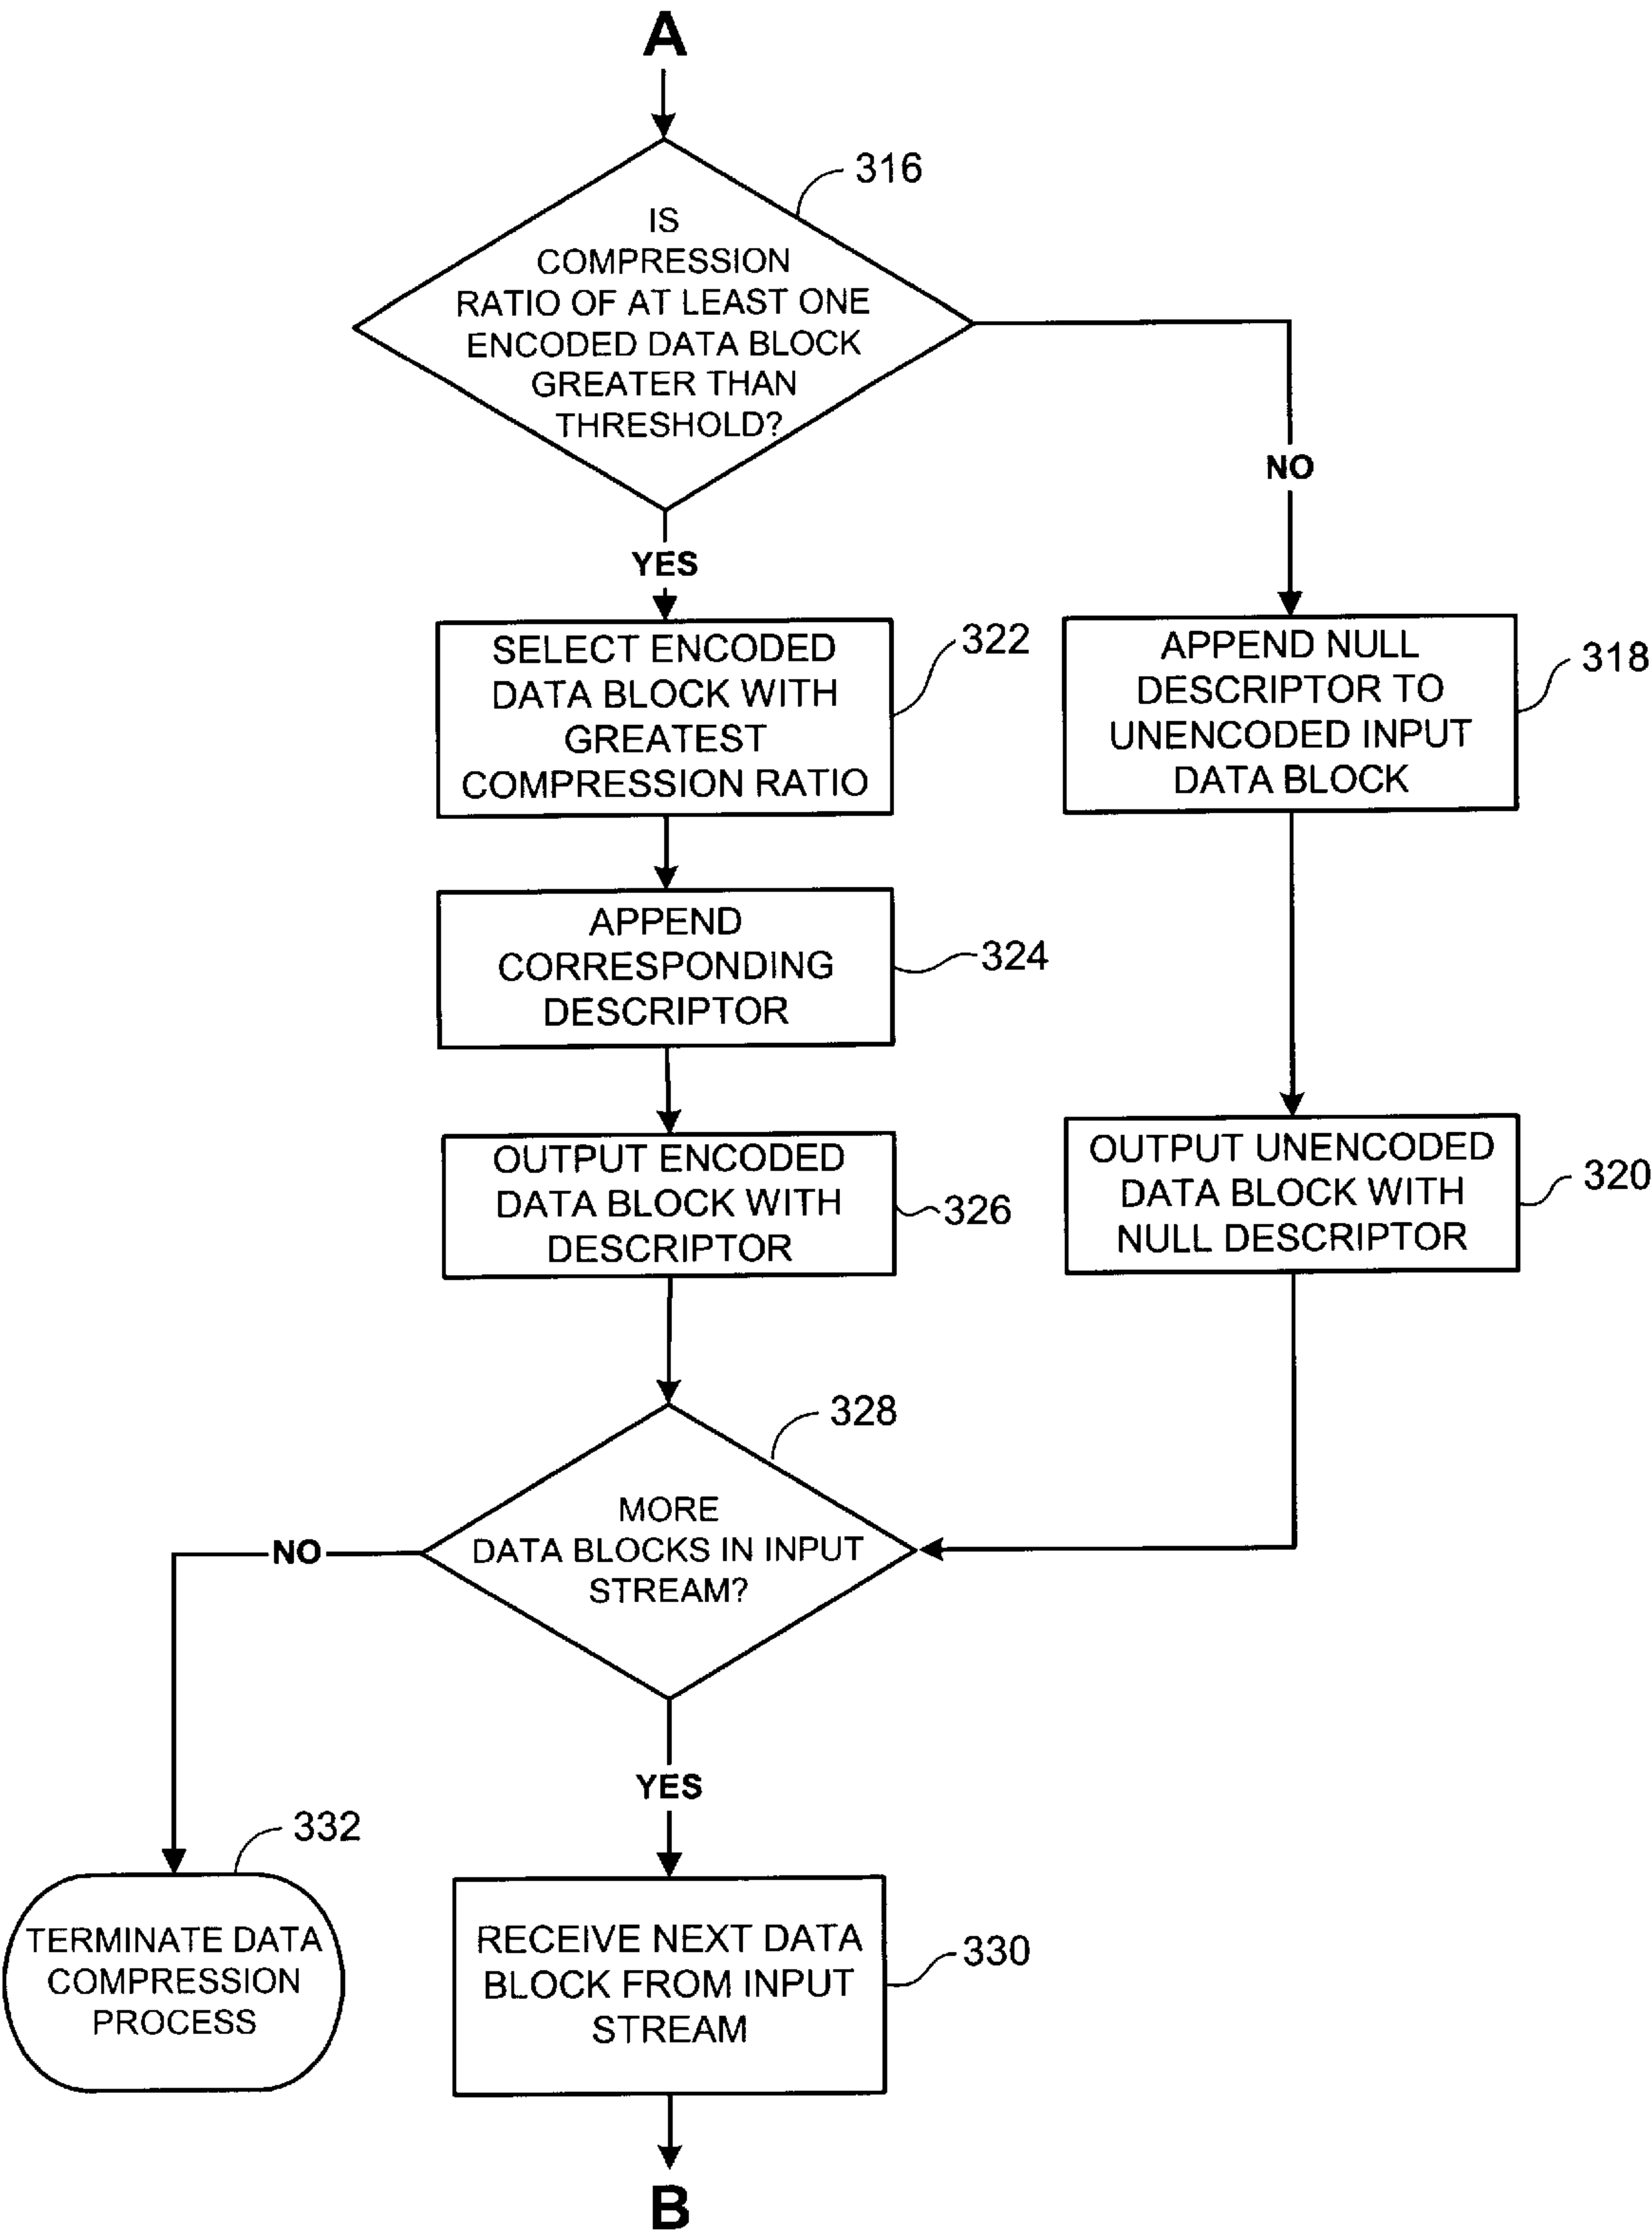 A
316
IS
COMPRESSION
RATIO OF AT LEAST ONE
ENCODED DATA BLOCK
GREATER THAN
THRESHOLD?
NO
YES
SELECT ENCODED
DATA BLOCK WITH
GREATEST
COMPRESSION RATIO
322
APPEND NULL
DESCRIPTOR TO
UNENCODED INPUT
DATA BLOCK
318
APPEND
CORRESPONDING
DESCRIPTOR
324
OUTPUT ENCODED
DATA BLOCK WITH
DESCRIPTOR
326
OUTPUT UNENCODED
DATA BLOCK WITH
NULL DESCRIPTOR
320
328
MORE
DATA BLOCKS IN INPUT
STREAM?
NO
YES
332
TERMINATE DATA
COMPRESSION
PROCESS
RECEIVE NEXT DATA
BLOCK FROM INPUT
STREAM
330
B